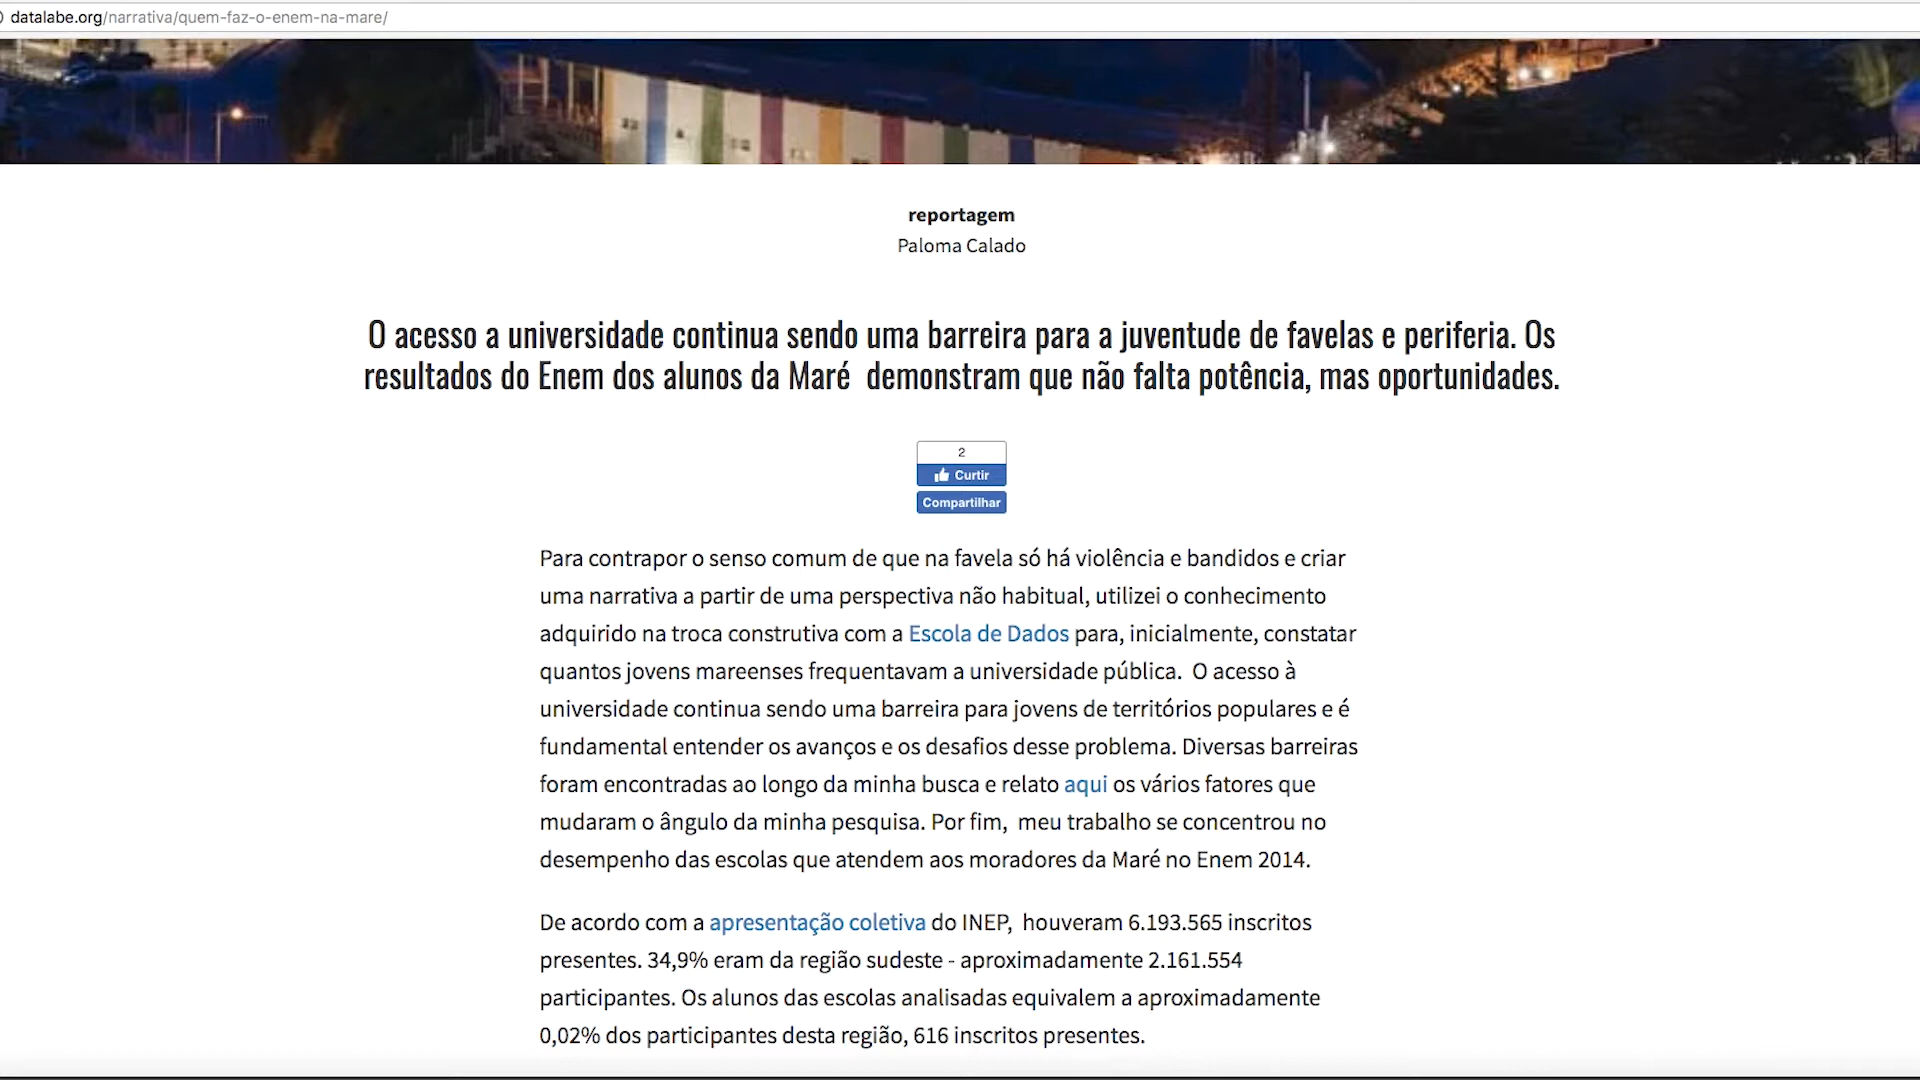 datalabe.org/narrativa/quem-faz-o-enem-na-mare/
reportagem
Paloma Calado
O acesso a universidade continua sendo uma barreira para a juventude de favelas e periferia. Os
resultados do Enem dos alunos da Maré  demonstram que não falta potência, mas oportunidades.
2
Curtir
Compartilhar
Para contrapor o senso comum de que na favela só há violência e bandidos e criar
uma narrativa a partir de uma perspectiva não habitual, utilizei o conhecimento
adquirido na troca construtiva com a Escola de Dados para, inicialmente, constatar
quantos jovens mareenses frequentavam a universidade pública.  O acesso à
universidade continua sendo uma barreira para jovens de territórios populares e é
fundamental entender os avanços e os desafios desse problema. Diversas barreiras
foram encontradas ao longo da minha busca e relato aqui os vários fatores que
mudaram o ângulo da minha pesquisa. Por fim,  meu trabalho se concentrou no
desempenho das escolas que atendem aos moradores da Maré no Enem 2014.
De acordo com a apresentação coletiva do INEP,  houveram 6.193.565 inscritos
presentes. 34,9% eram da região sudeste - aproximadamente 2.161.554
participantes. Os alunos das escolas analisadas equivalem a aproximadamente
0,02% dos participantes desta região, 616 inscritos presentes.